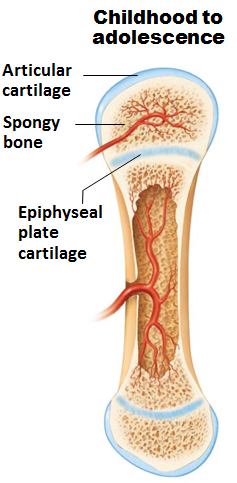 Childhood to
adolescence
Articular
cartilage
Spongy
bone
Epiphyseal
plate
cartilage